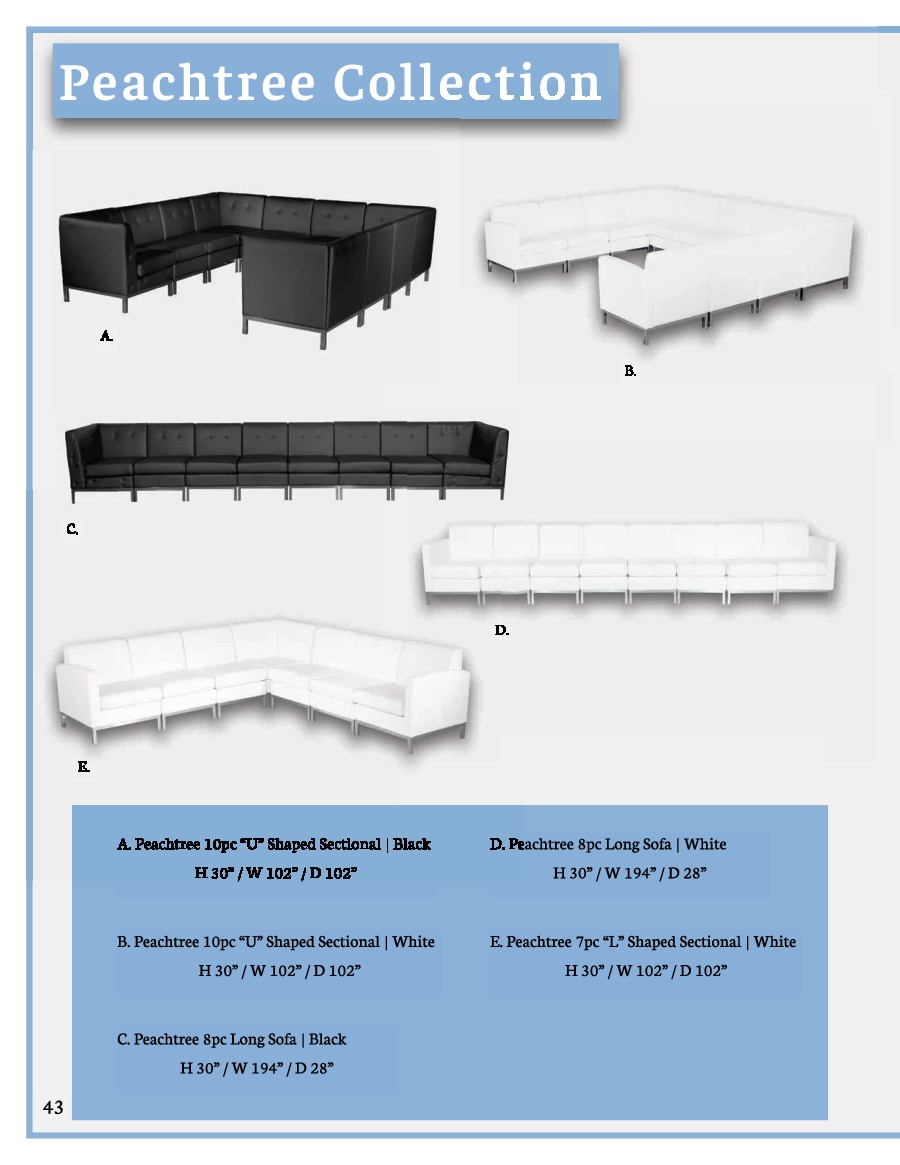 Peachtree Collection
A.
B.
C.
D.
E.
A. Peachtree 10pc “U” Shaped Sectional | Black
H 30” / W 102” / D 102”
B. Peachtree 10pc “U” Shaped Sectional | White
H 30” / W 102” / D 102”
C. Peachtree 8pc Long Sofa | Black
H 30” / W 194” / D 28”
D. Peachtree 8pc Long Sofa | White
H 30” / W 194” / D 28”
E. Peachtree 7pc “L” Shaped Sectional | White
H 30” / W 102” / D 102”
43